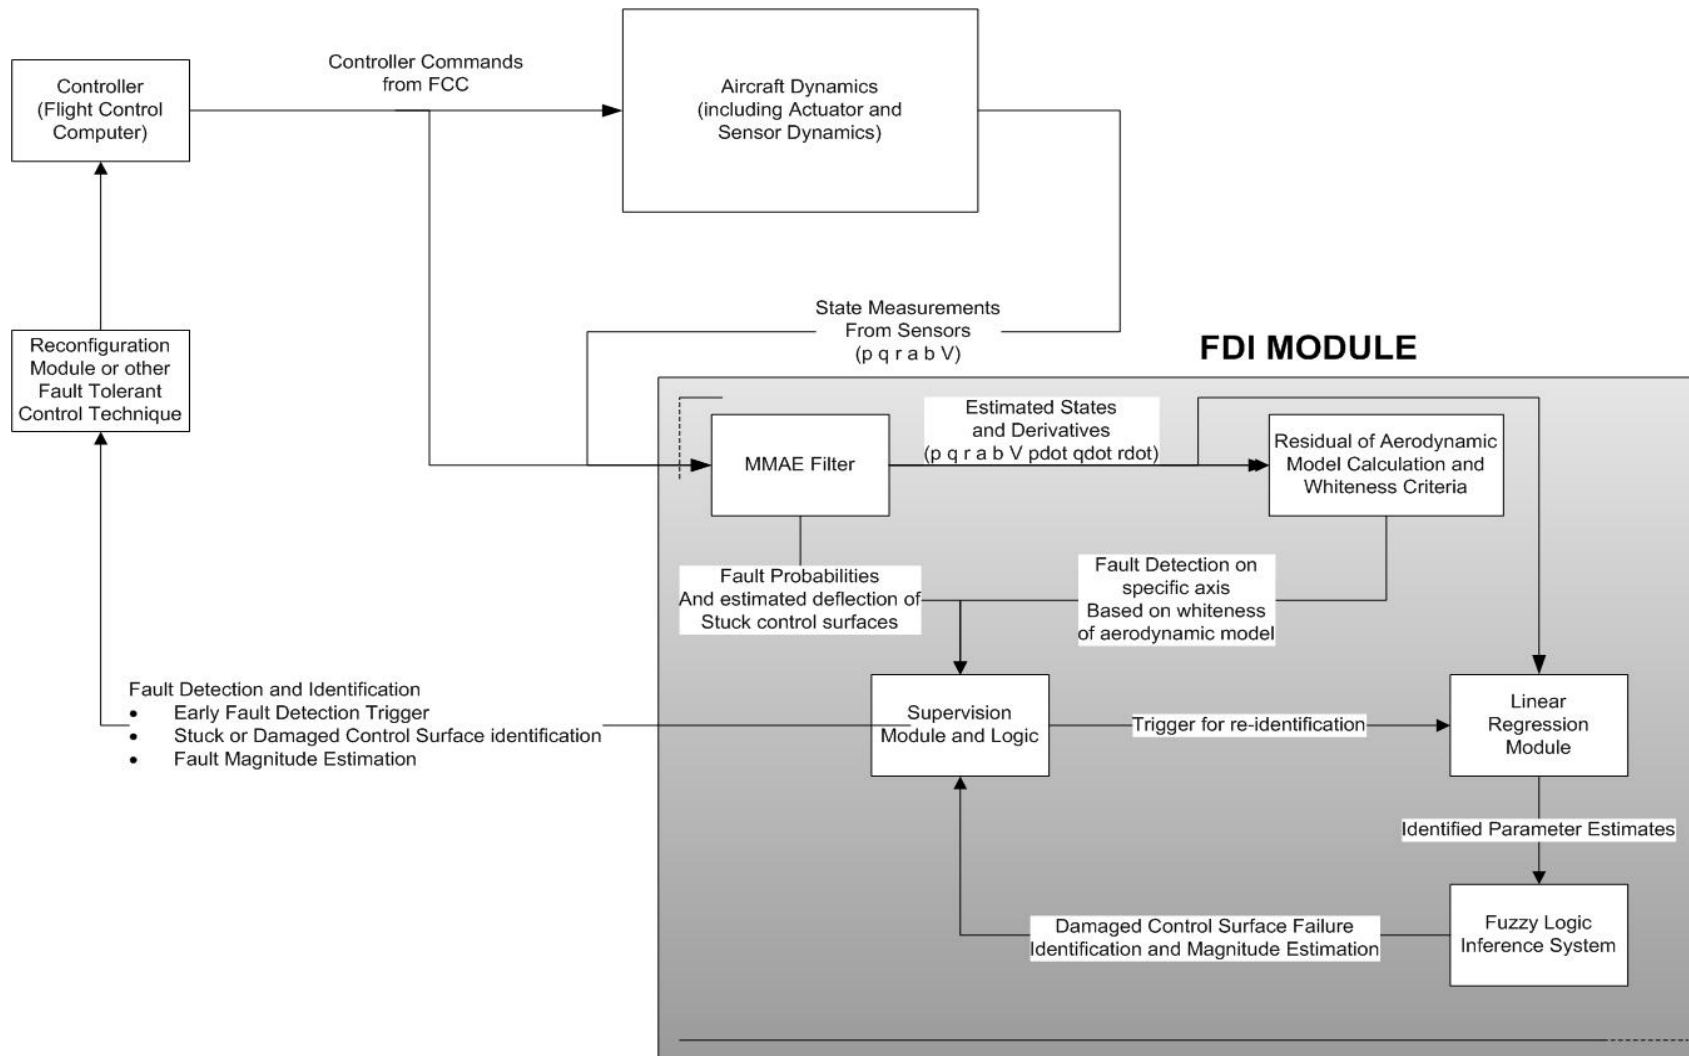 Controller
(Flight Control
Computer)
Controller Commands
from FCC
Aircraft Dynamics
(including Actuator and
Sensor Dynamics)
Reconfiguration
Module or other
Fault Tolerant
Control Technique
State Measurements
From Sensors
(p q r a b V)
FDI MODULE
MMAE Filter
Estimated States
and Derivatives
(p q r a b V pdot qdot rdot)
Residual of Aerodynamic
Model Calculation and
Whiteness Criteria
Fault Probabilities
And estimated deflection of
Stuck control surfaces
Fault Detection on
specific axis
Based on whiteness
of aerodynamic model
Fault Detection and Identification
• Early Fault Detection Trigger
• Stuck or Damaged Control Surface identification
• Fault Magnitude Estimation
Supervision
Module and Logic
Trigger for re-identification
Linear
Regression
Module
Identified Parameter Estimates
Damaged Control Surface Failure
Identification and Magnitude Estimation
Fuzzy Logic
Inference System